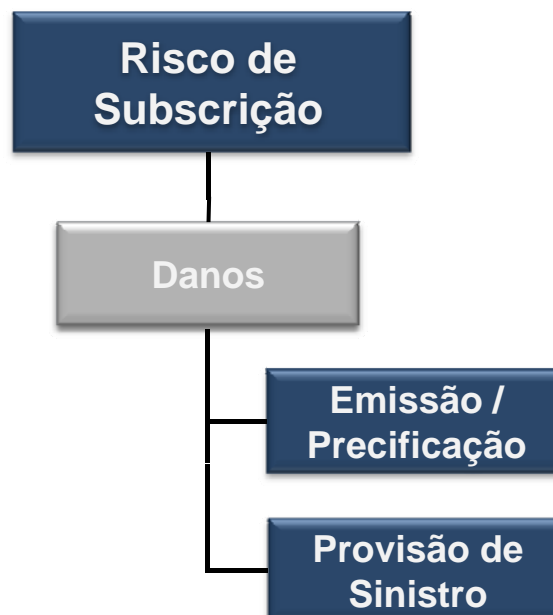 Risco de
Subscrição
Danos
Emissão /
Precificação
Provisão de
Sinistro